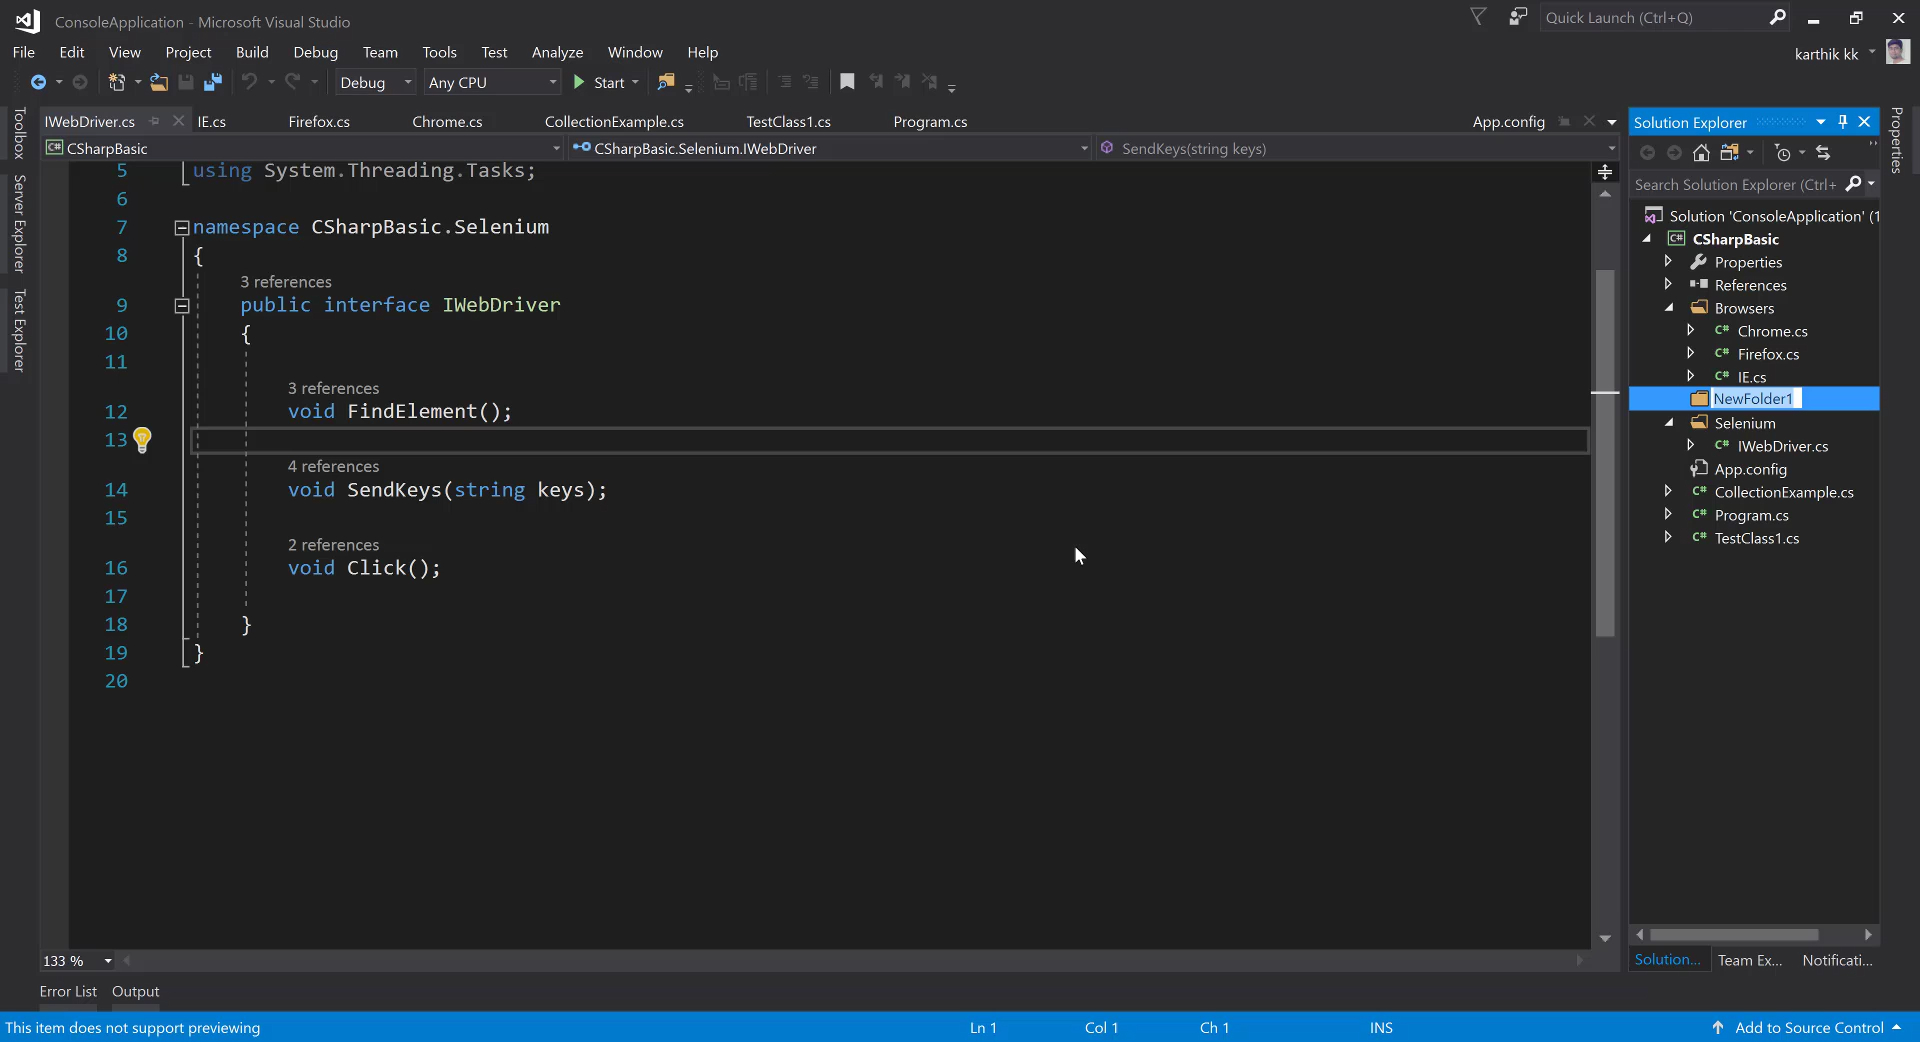 ConsoleApplication - Microsoft Visual Studio
Quick Launch (Ctrl+Q)
File Edit View Project Build Debug Team Tools Test Analyze Window Help
karthik kk
Debug Any CPU Start
Toolbox
Server Explorer
Test Explorer
IWebDriver.cs IE.cs Firefox.cs Chrome.cs CollectionExample.cs TestClass1.cs Program.cs App.config
C# CSharpBasic CSharpBasic.Selenium.IWebDriver SendKeys(string keys)
5 using System.Threading.Tasks;
6
7 namespace CSharpBasic.Selenium
8 {
3 references
9 public interface IWebDriver
10 {
11
3 references
12 void FindElement();
13
4 references
14 void SendKeys(string keys);
15
2 references
16 void Click();
17
18 }
19 }
20
133 %
Error List Output
Solution Explorer
Search Solution Explorer (Ctrl+
Solution 'ConsoleApplication' (1
C# CSharpBasic
Properties
References
Browsers
C# Chrome.cs
C# Firefox.cs
C# IE.cs
NewFolder1
Selenium
C# IWebDriver.cs
App.config
C# CollectionExample.cs
C# Program.cs
C# TestClass1.cs
Solution... Team Ex... Notificati...
Properties
This item does not support previewing Ln 1 Col 1 Ch 1 INS Add to Source Control